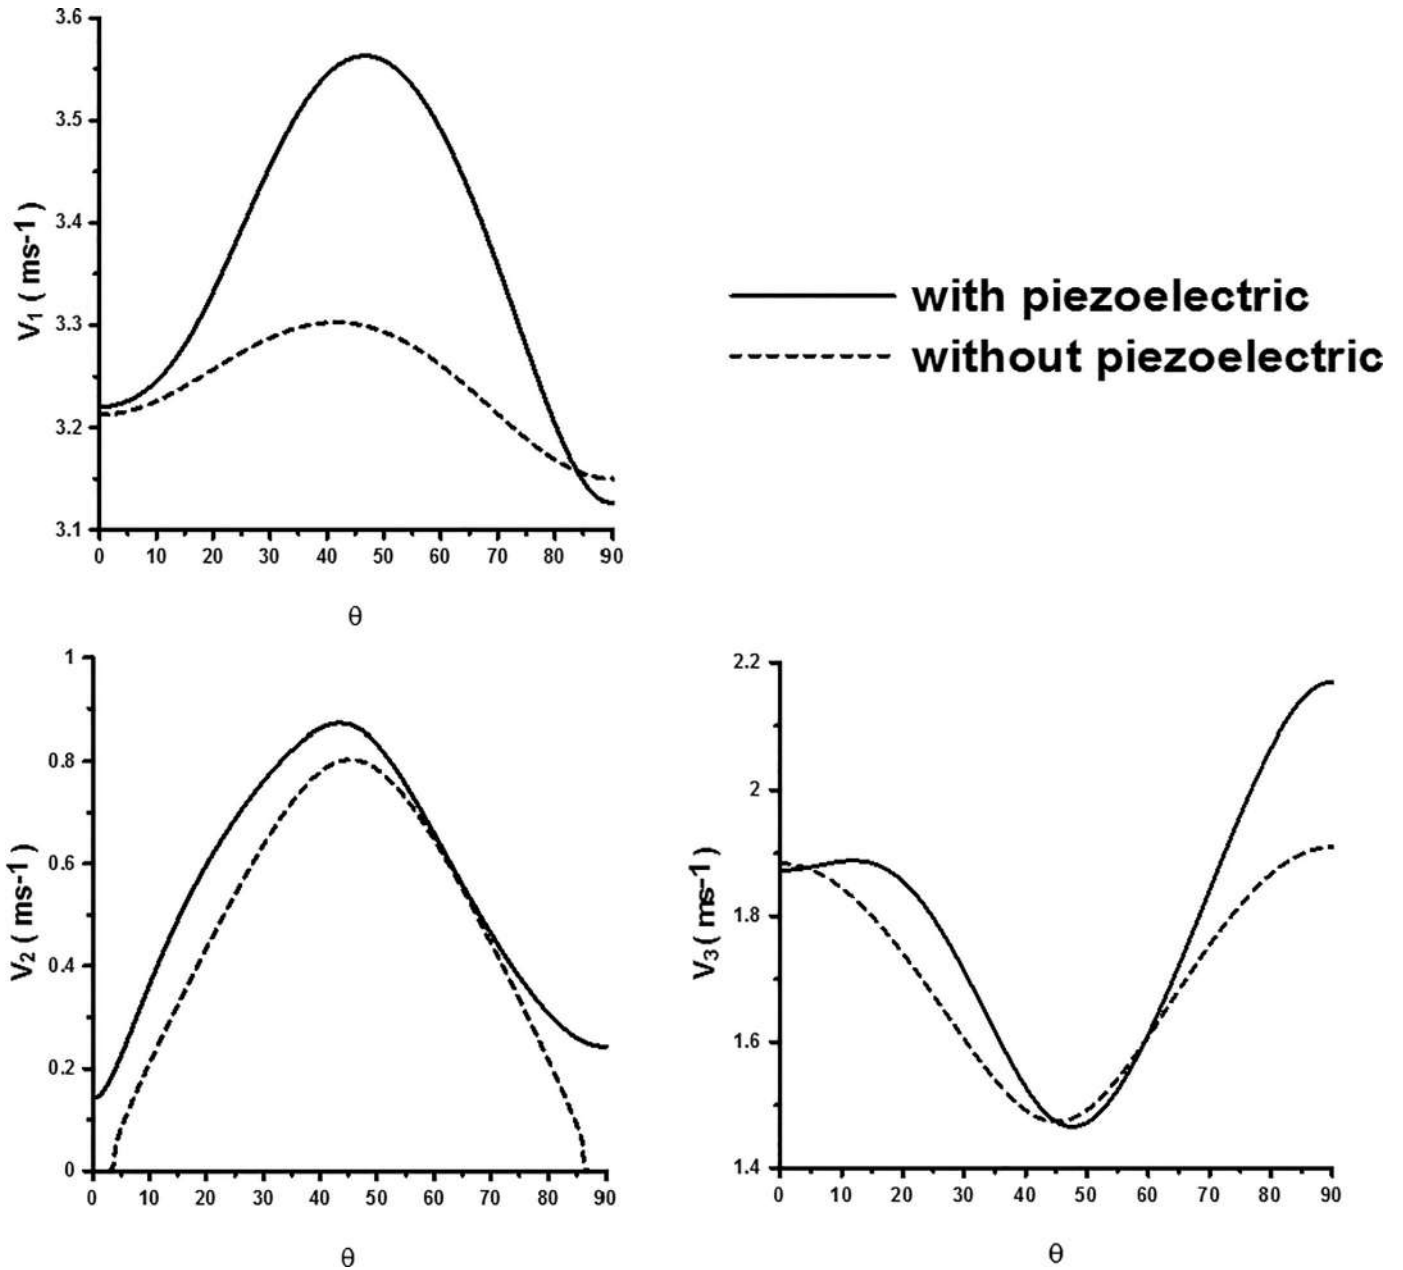 3.6
3.5
3.4
3.3
3.2
3.1
V1 ( ms-1 )
0 10 20 30 40 50 60 70 80 90
θ
with piezoelectric
without piezoelectric
1
0.8
0.6
0.4
0.2
0
V2 ( ms-1 )
0 10 20 30 40 50 60 70 80 90
θ
2.2
2
1.8
1.6
1.4
V3 ( ms-1 )
0 10 20 30 40 50 60 70 80 90
θ